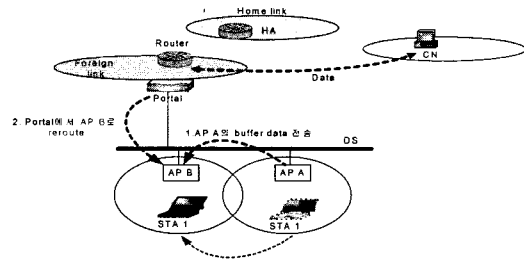 Home link
HA
Router
CN
Foreign
link
Data
Portal
2. Portal에서 AP B로
reroute
1.AP A의 buffer data 전송
DS
AP B
AP A
STA 1
STA 1